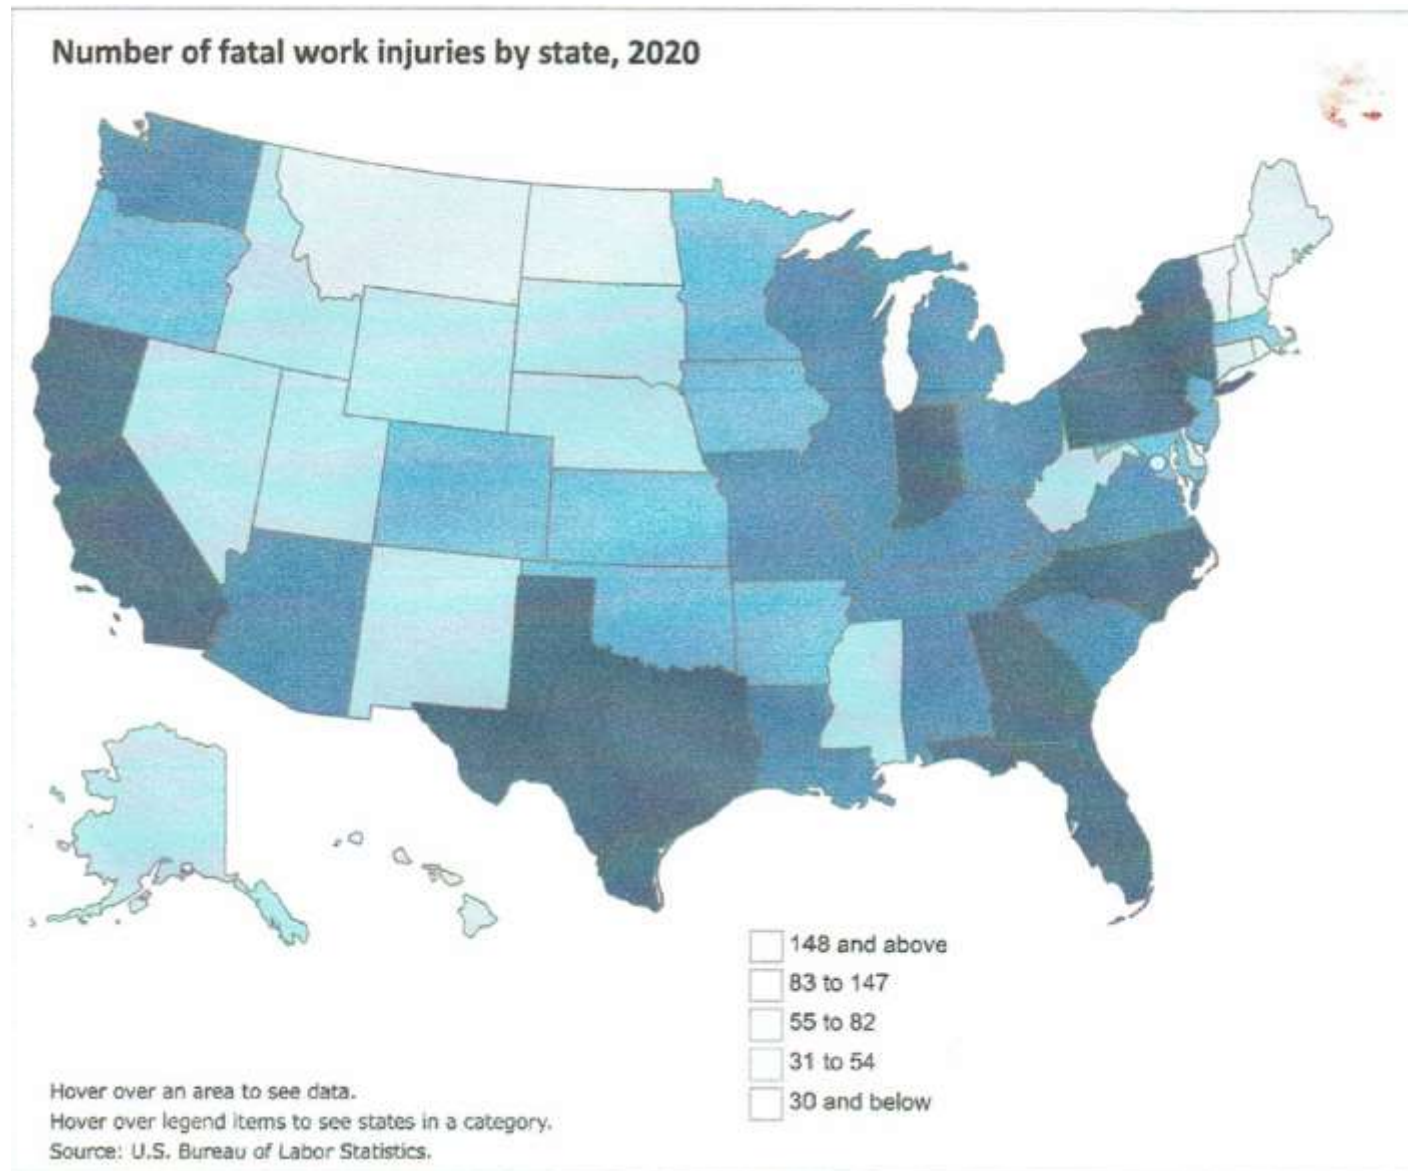 Number of fatal work injuries by state, 2020
148 and above
83 to 147
55 to 82
31 to 54
30 and below
Hover over an area to see data.
Hover over legend items to see states in a category.
Source: U.S. Bureau of Labor Statistics.